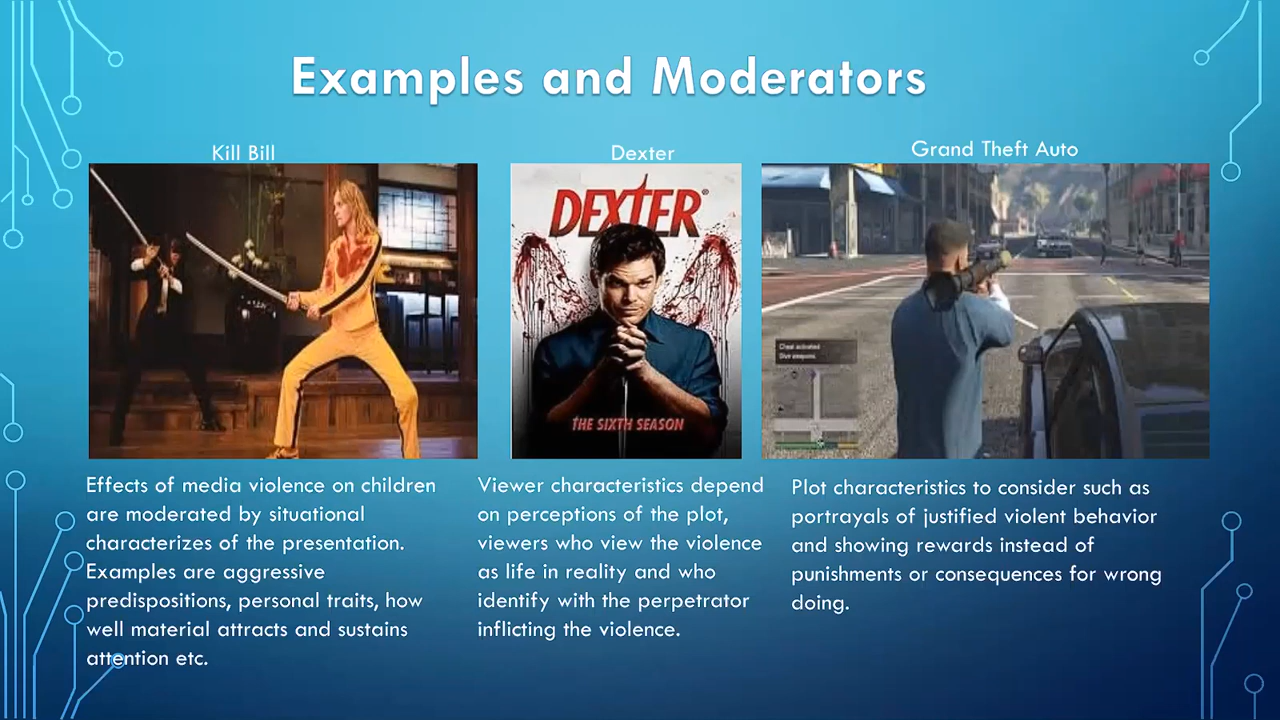 Examples and Moderators
Kill Bill
Dexter
Grand Theft Auto
DEXTER®
THE SIXTH SEASON
Cheat activated
Give weapons
Effects of media violence on children
are moderated by situational
characterizes of the presentation.
Examples are aggressive
predispositions, personal traits, how
well material attracts and sustains
attention etc.
Viewer characteristics depend
on perceptions of the plot,
viewers who view the violence
as life in reality and who
identify with the perpetrator
inflicting the violence.
Plot characteristics to consider such as
portrayals of justified violent behavior
and showing rewards instead of
punishments or consequences for wrong
doing.